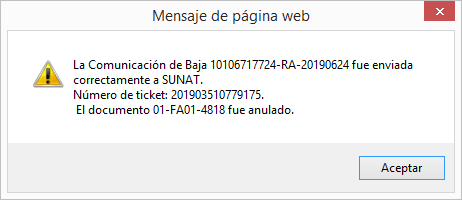 Mensaje de página web
La Comunicación de Baja 10106717724-RA-20190624 fue enviada
correctamente a SUNAT.
Número de ticket: 201903510779175.
El documento 01-FA01-4818 fue anulado.
Aceptar